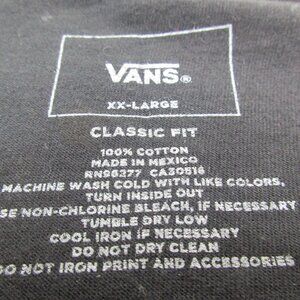 VANS®
XX-LARGE
CLASSIC FIT
100% COTTON
MADE IN MEXICO
RN96277 CA30516
MACHINE WASH COLD WITH LIKE COLORS,
TURN INSIDE OUT
SE NON-CHLORINE BLEACH, IF NECESSARY
TUMBLE DRY LOW
COOL IRON IF NECESSARY
DO NOT DRY CLEAN
DO NOT IRON PRINT AND ACCESSORIES